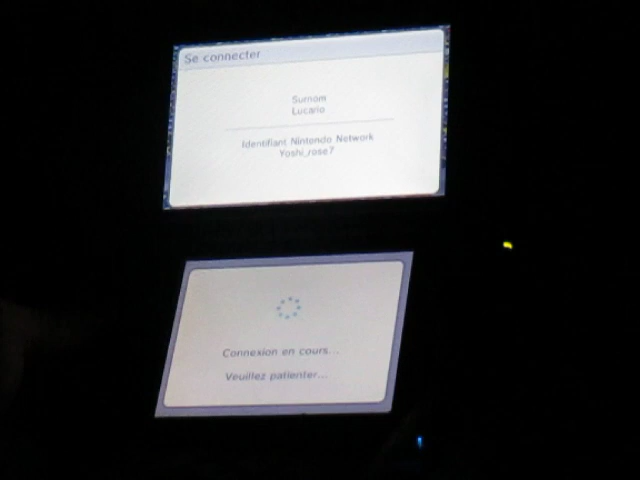 Se connecter
Surnom
Lucario
Identifiant Nintendo Network
Yoshi_rose7
Connexion en cours...
Veuillez patienter...